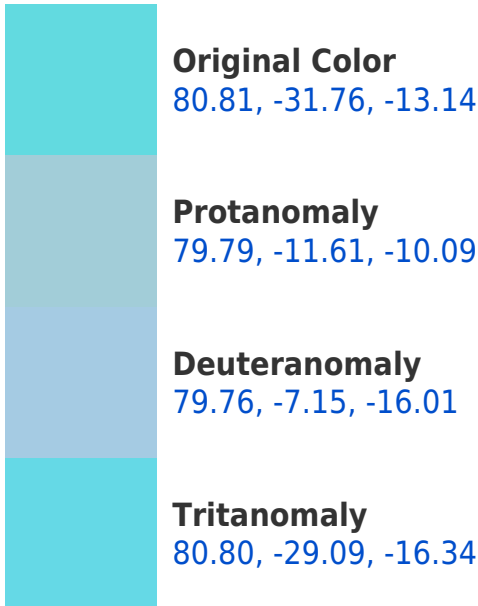 Original Color
80.81, -31.76, -13.14
Protanomaly
79.79, -11.61, -10.09
Deuteranomaly
79.76, -7.15, -16.01
Tritanomaly
80.80, -29.09, -16.34